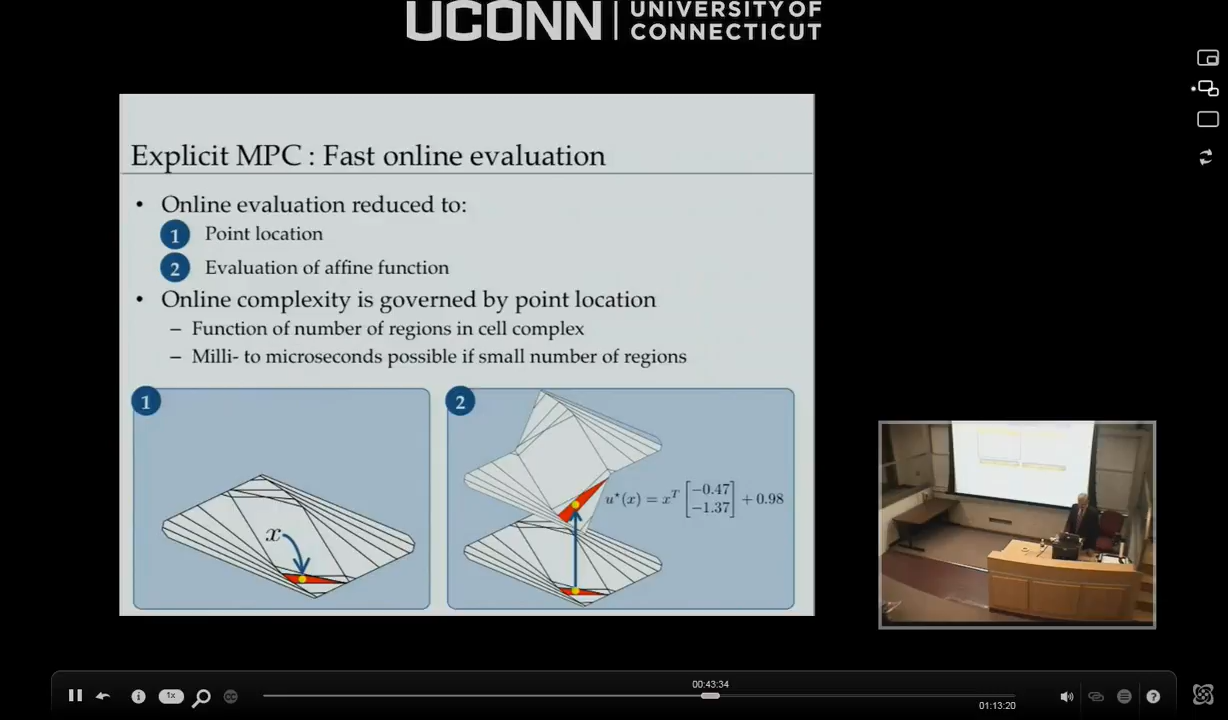 UCONN | UNIVERSITY OF
CONNECTICUT
Explicit MPC : Fast online evaluation
• Online evaluation reduced to:
1 Point location
2 Evaluation of affine function
• Online complexity is governed by point location
– Function of number of regions in cell complex
– Milli- to microseconds possible if small number of regions
1
x
2
u*(x) = x^T [−0.47 −1.37] + 0.98
1x
CC
00:43:34
01:13:20